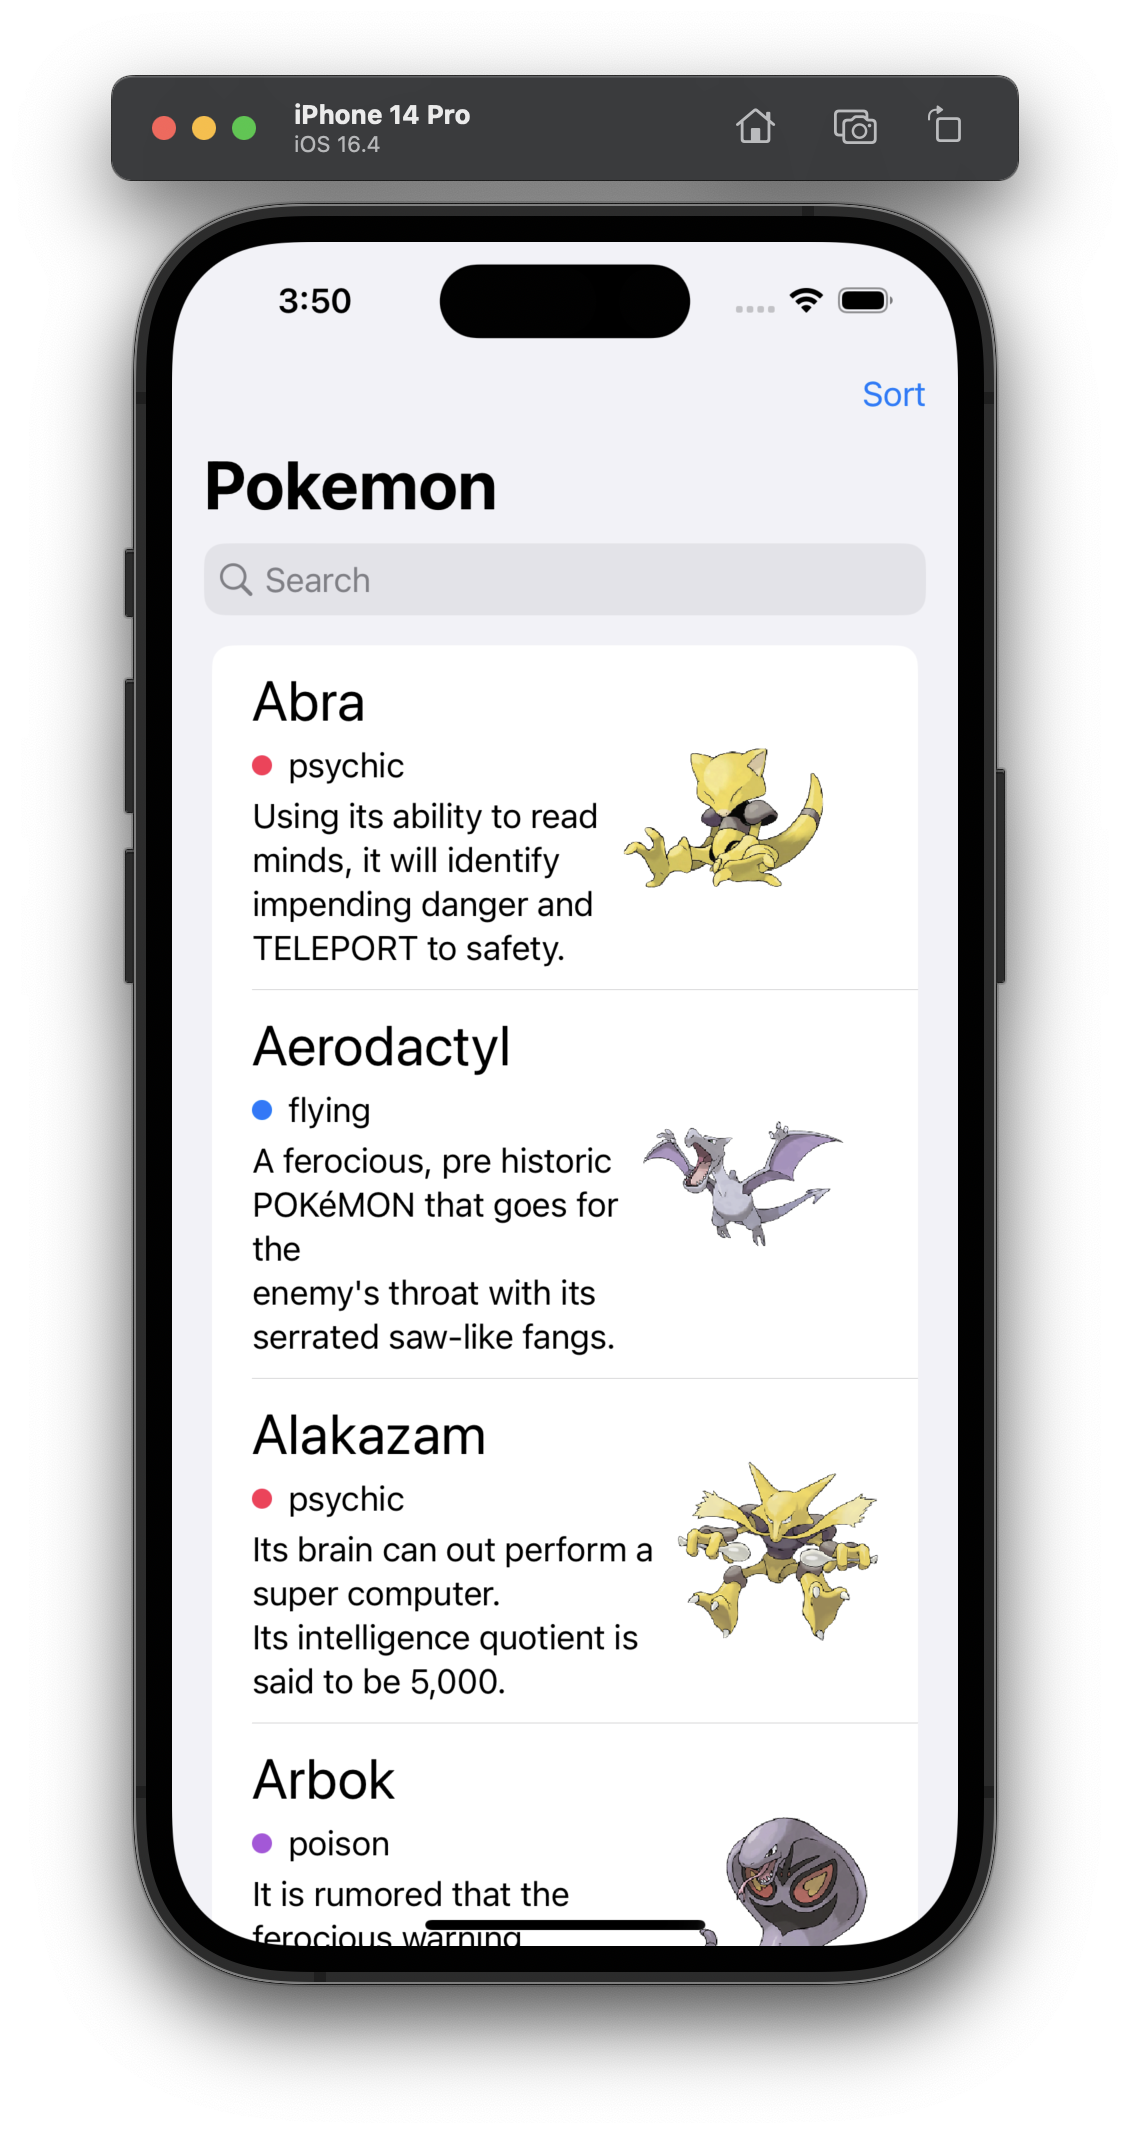 iPhone 14 Pro
iOS 16.4
3:50
Sort
Pokemon
Search
Abra
psychic
Using its ability to read
minds, it will identify
impending danger and
TELEPORT to safety.
Aerodactyl
flying
A ferocious, pre historic
POKéMON that goes for
the
enemy's throat with its
serrated saw-like fangs.
Alakazam
psychic
Its brain can out perform a
super computer.
Its intelligence quotient is
said to be 5,000.
Arbok
poison
It is rumored that the
ferocious warning